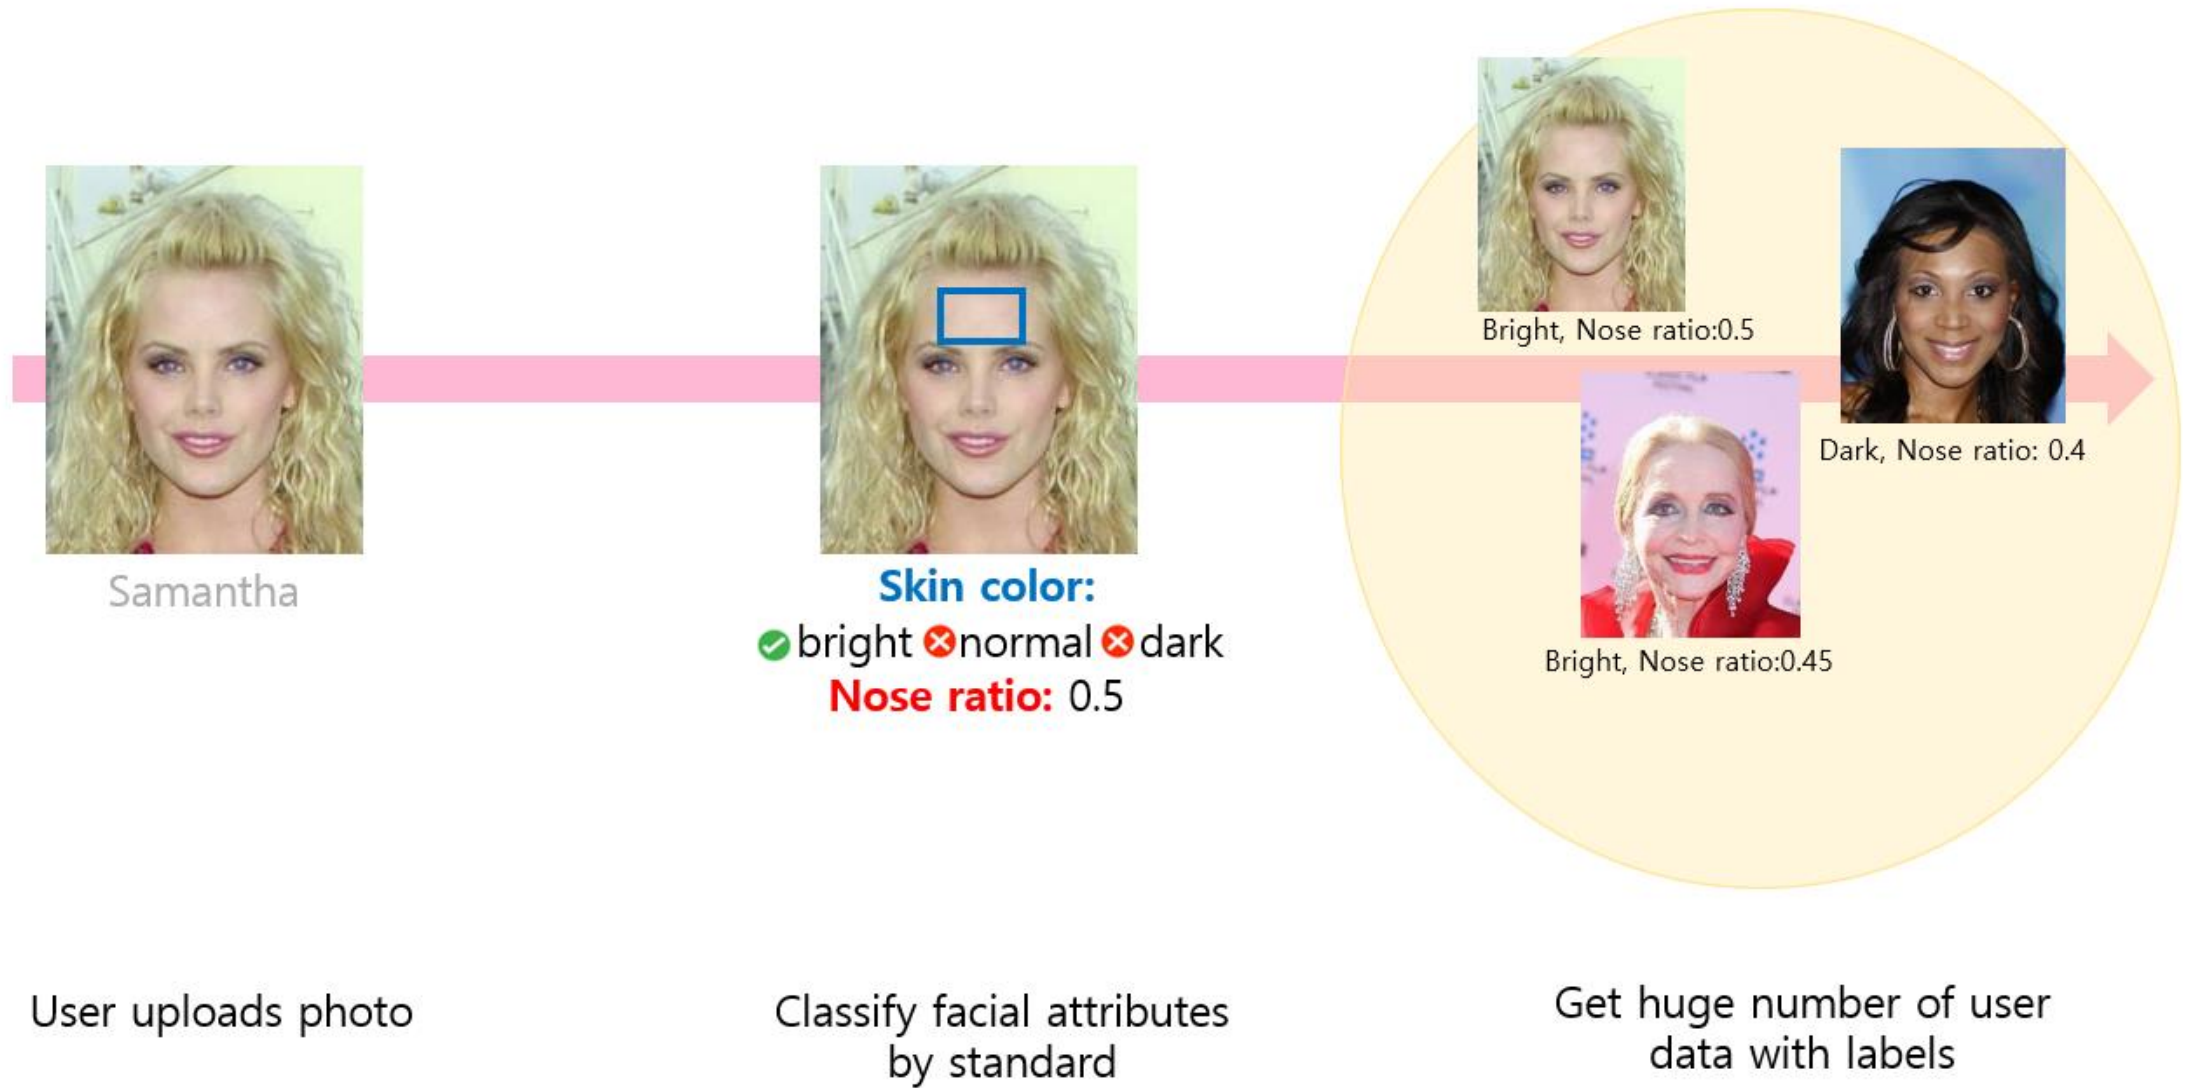 Samantha
Skin color:
bright normal dark
Nose ratio: 0.5
Bright, Nose ratio:0.5
Dark, Nose ratio: 0.4
Bright, Nose ratio:0.45
User uploads photo
Classify facial attributes
by standard
Get huge number of user
data with labels